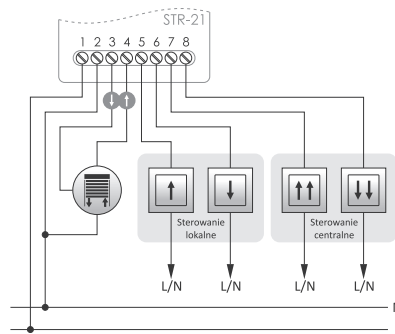 STR-21
1 2 3 4 5 6 7 8
Sterowanie
lokalne
Sterowanie
centralne
L/N L/N L/N L/N